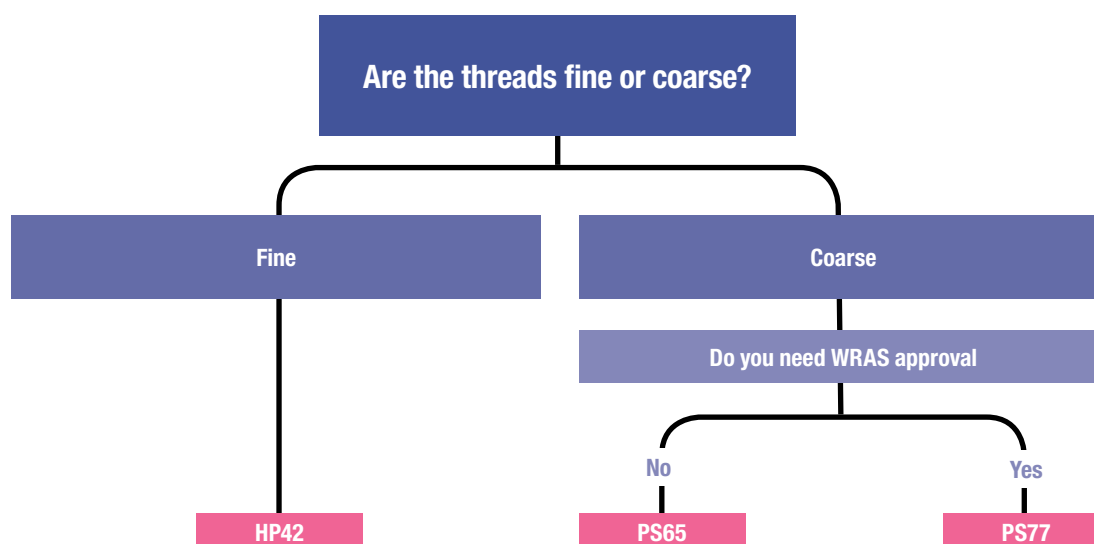 Are the threads fine or coarse?
Fine
Coarse
Do you need WRAS approval
No
Yes
HP42
PS65
PS77